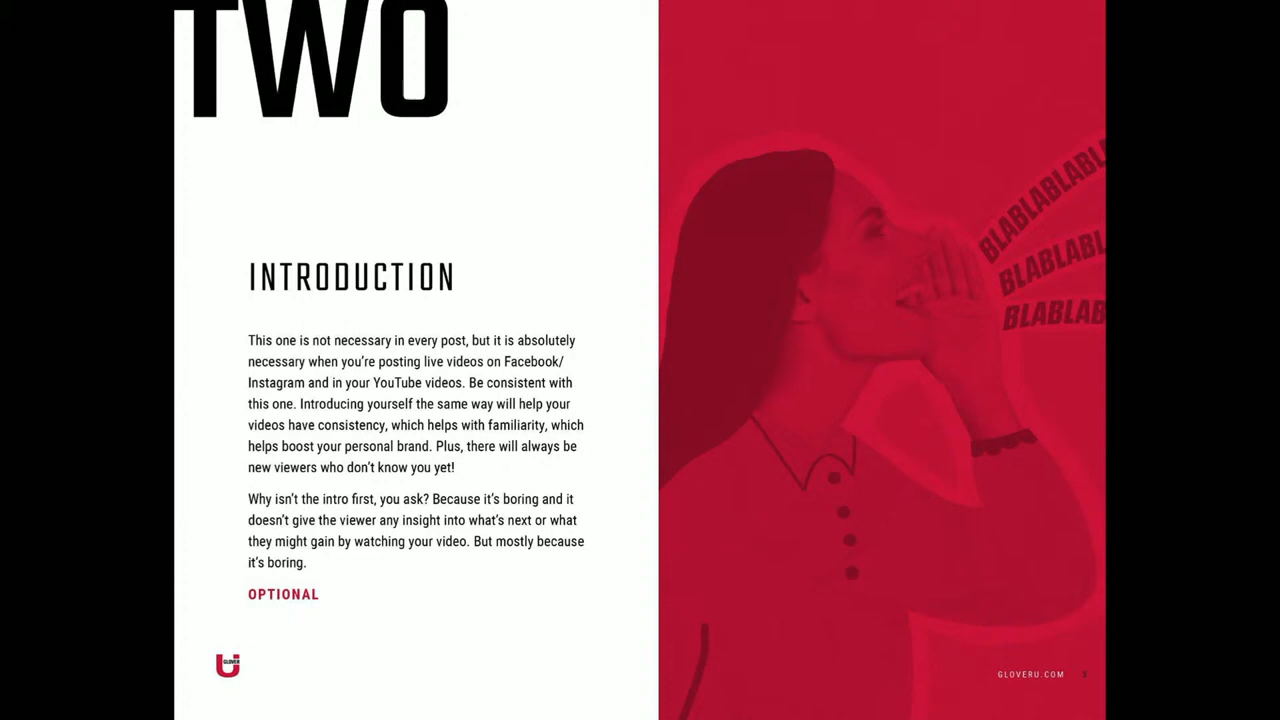 TWO
INTRODUCTION
This one is not necessary in every post, but it is absolutely
necessary when you’re posting live videos on Facebook/
Instagram and in your YouTube videos. Be consistent with
this one. Introducing yourself the same way will help your
videos have consistency, which helps with familiarity, which
helps boost your personal brand. Plus, there will always be
new viewers who don’t know you yet!
Why isn’t the intro first, you ask? Because it’s boring and it
doesn’t give the viewer any insight into what’s next or what
they might gain by watching your video. But mostly because
it’s boring.
OPTIONAL
GLOVER
U
BLABLABLABL
BLABLABL
BLABLAB
GLOVERU.COM